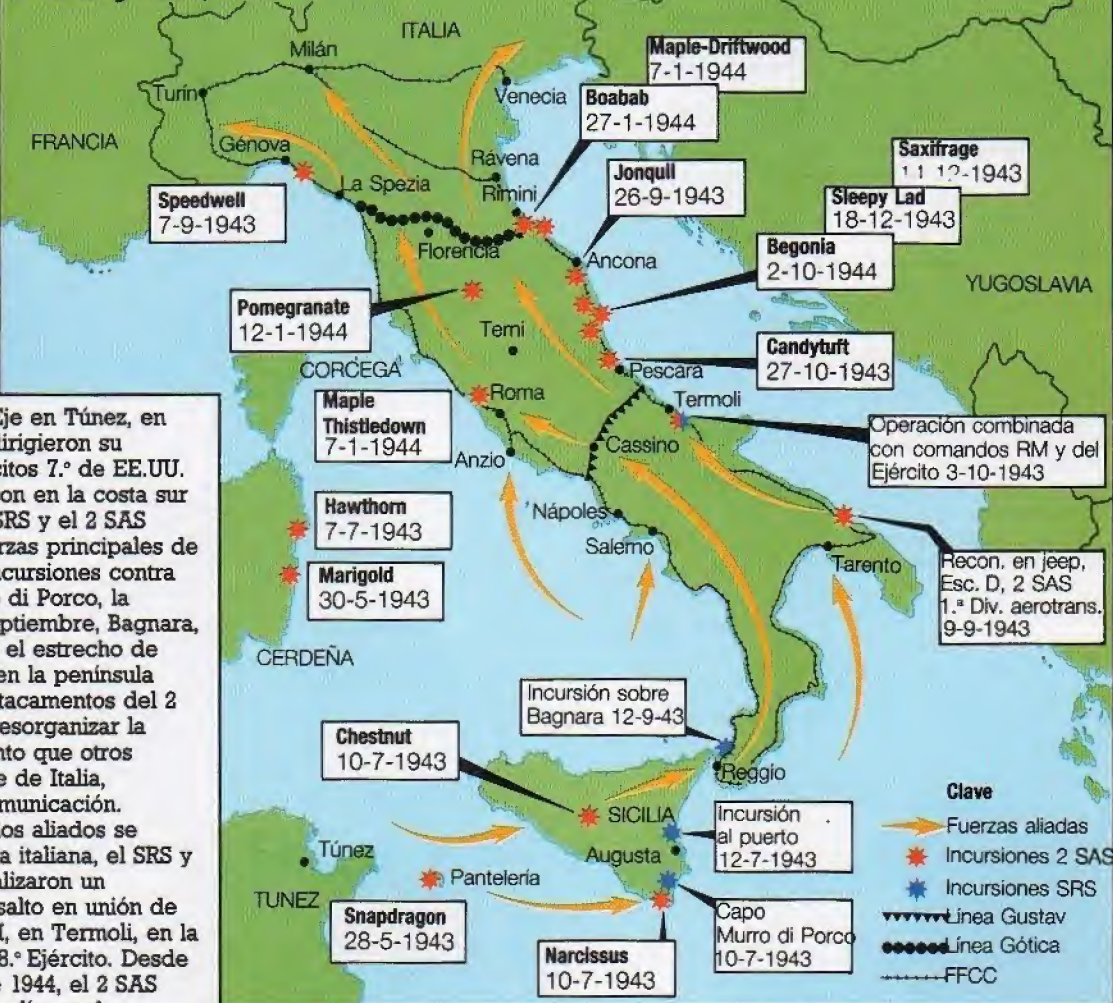 ITALIA
Milán
Turín
Venecia
FRANCIA
Génova
Rávena
La Spezia
Rimini
Florencia
Ancona
YUGOSLAVIA
Terni
CORCEGA
Pescara
Roma
Termoli
Cassino
Anzio
Nápoles
Salerno
Tarento
CERDEÑA
Reggio
SICILIA
Augusta
Túnez
TUNEZ
Pantelería
Maple-Driftwood
7-1-1944
Boabab
27-1-1944
Saxifrage
-1943
Jonquil
26-9-1943
Sleepy Lad
18-12-1943
Speedwell
7-9-1943
Begonia
2-10-1944
Pomegranate
12-1-1944
Candytuft
27-10-1943
Maple
Thistledown
7-1-1944
Operación combinada
con comandos RM y del
Ejército 3-10-1943
Hawthorn
7-7-1943
Marigold
30-5-1943
Recon. en jeep,
Esc. D, 2 SAS
1.ª Div. aerotrans.
9-9-1943
Incursión sobre
Bagnara 12-9-43
Chestnut
10-7-1943
Incursión
al puerto
12-7-1943
Snapdragon
28-5-1943
Narcissus
10-7-1943
Capo
Murro di Porco
10-7-1943
Clave
Fuerzas aliadas
Incursiones 2 SAS
Incursiones SRS
Línea Gustav
Línea Gótica
FFCC
Eje en Túnez, en
dirigieron su
citos 7.º de EE.UU.
on en la costa sur
SRS y el 2 SAS
rzas principales de
ncursiones contra
di Porco, la
eptiembre, Bagnara,
el estrecho de
en la península
tacamentos del 2
esorganizar la
nto que otros
e de Italia,
municación.
los aliados se
a italiana, el SRS y
alizaron un
salto en unión de
, en Termoli, en la
8.º Ejército. Desde
e 1944, el 2 SAS